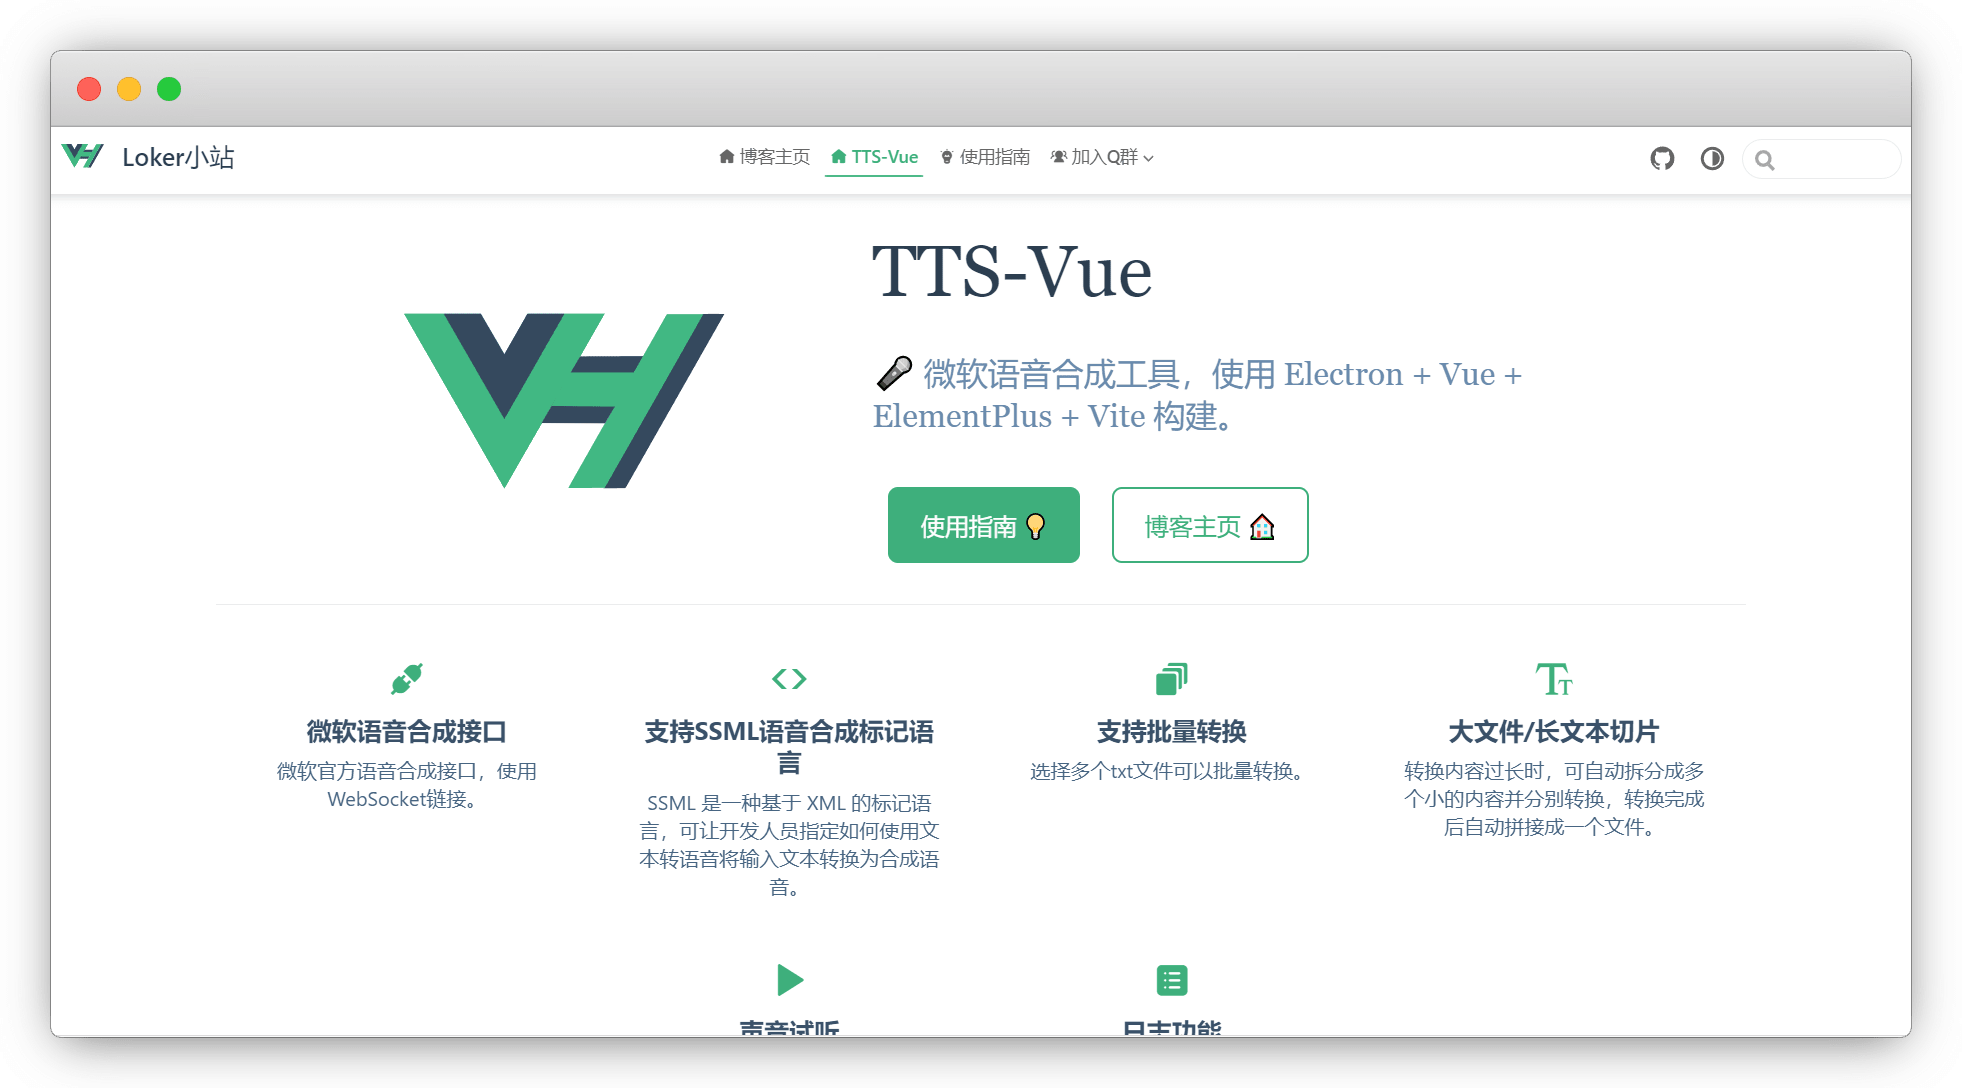 Loker小站
博客主页
TTS-Vue
使用指南
加入Q群
TTS-Vue
🎤 微软语音合成工具，使用 Electron + Vue +
ElementPlus + Vite 构建。
使用指南💡
博客主页 🏠
微软语音合成接口
微软官方语音合成接口，使用
WebSocket链接。
支持SSML语音合成标记语
言
SSML 是一种基于 XML 的标记语
言，可让开发人员指定如何使用文
本转语音将输入文本转换为合成语
音。
支持批量转换
选择多个txt文件可以批量转换。
大文件/长文本切片
转换内容过长时，可自动拆分成多
个小的内容并分别转换，转换完成
后自动拼接成一个文件。
声音试听
日志功能